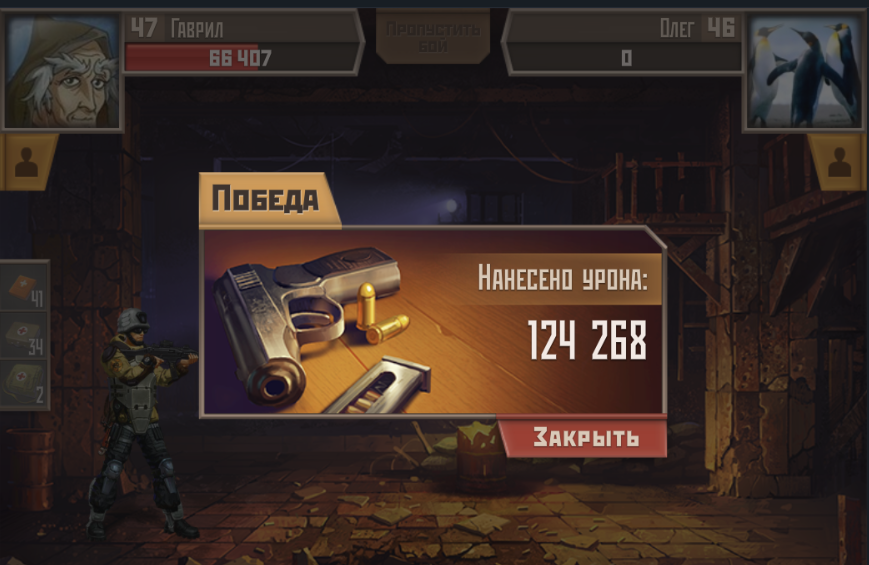 47 Гаврил
Пропустить
бой
Олег 46
66 407
0
Победа
Нанесено урона:
124 268
41
34
2
Закрыть